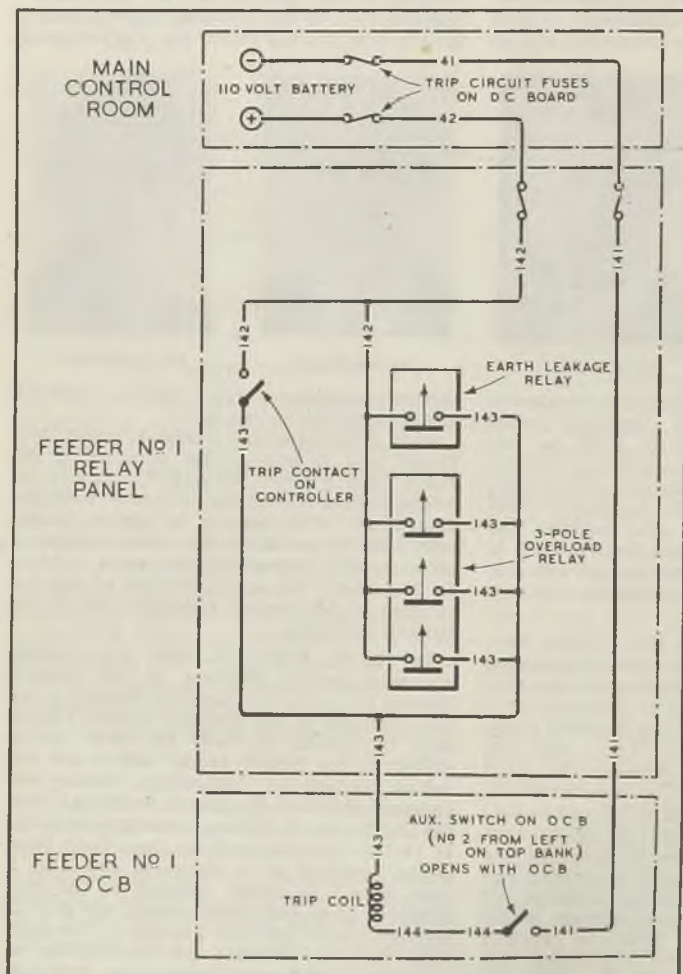 MAIN
CONTROL
ROOM
110 VOLT BATTERY
−
+
41
TRIP CIRCUIT FUSES
ON DC BOARD
42
142
141
142
142
143
TRIP CONTACT
ON
CONTROLLER
EARTH LEAKAGE
RELAY
143
FEEDER Nº 1
RELAY
PANEL
143
3-POLE
OVERLOAD
RELAY
143
143
143
141
FEEDER Nº 1
OCB
143
TRIP COIL
AUX. SWITCH ON OCB
(Nº 2 FROM LEFT
ON TOP BANK)
OPENS WITH OCB
144
144
141